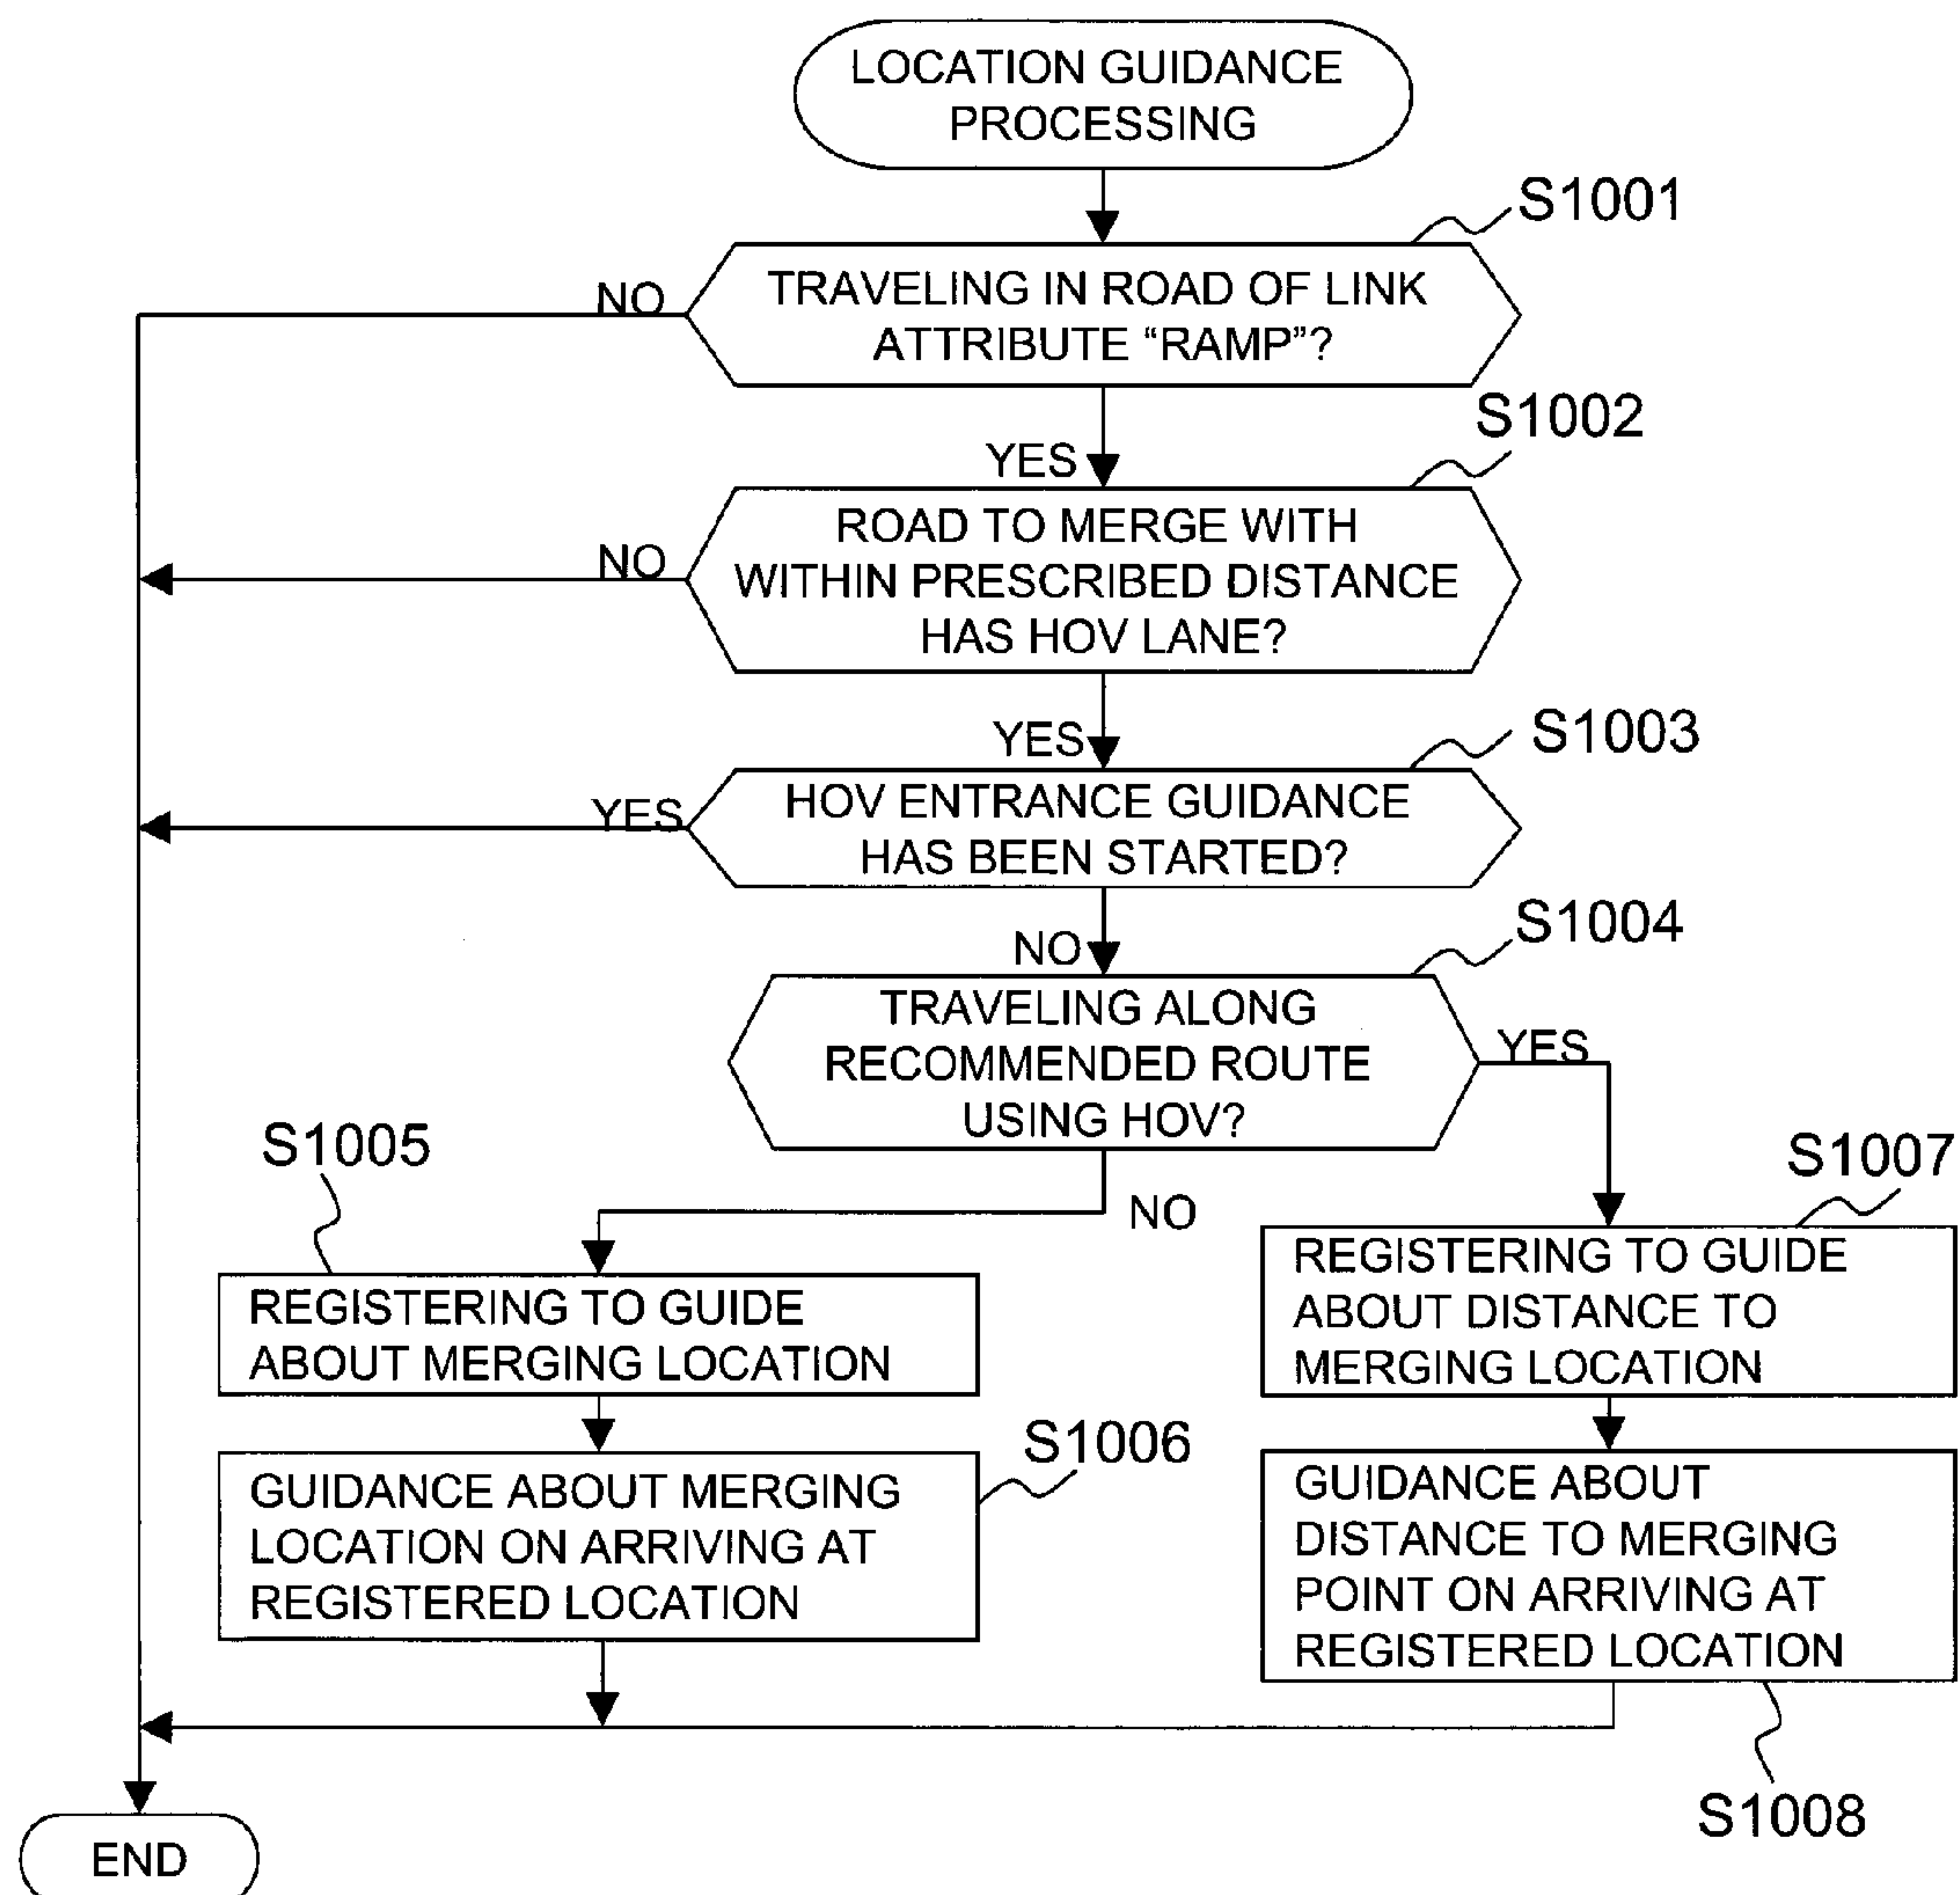 LOCATION GUIDANCE
PROCESSING
S1001
TRAVELING IN ROAD OF LINK
ATTRIBUTE “RAMP”?
NO
YES
S1002
ROAD TO MERGE WITH
WITHIN PRESCRIBED DISTANCE
HAS HOV LANE?
NO
YES
S1003
HOV ENTRANCE GUIDANCE
HAS BEEN STARTED?
YES
NO
S1004
TRAVELING ALONG
RECOMMENDED ROUTE
USING HOV?
YES
NO
S1005
REGISTERING TO GUIDE
ABOUT MERGING LOCATION
S1006
GUIDANCE ABOUT MERGING
LOCATION ON ARRIVING AT
REGISTERED LOCATION
S1007
REGISTERING TO GUIDE
ABOUT DISTANCE TO
MERGING LOCATION
GUIDANCE ABOUT
DISTANCE TO MERGING
POINT ON ARRIVING AT
REGISTERED LOCATION
S1008
END